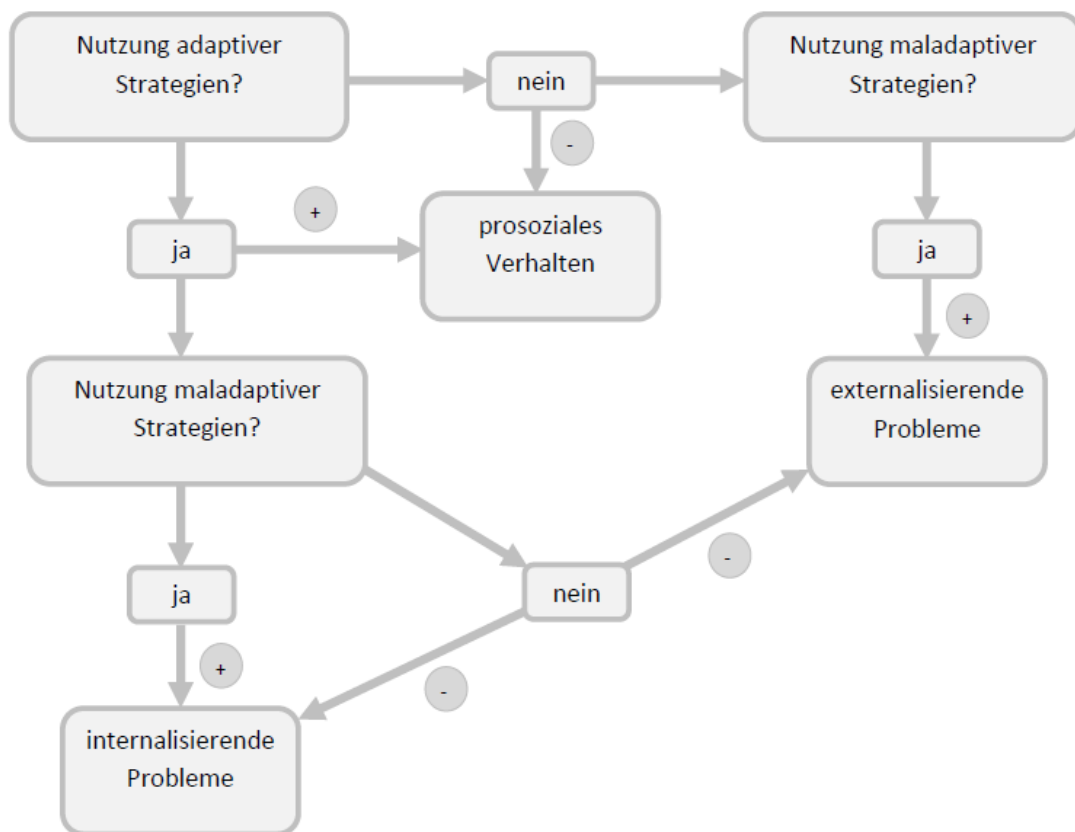 Nutzung adaptiver
Strategien?
nein
Nutzung maladaptiver
Strategien?
-
+
ja
prosoziales
Verhalten
ja
+
Nutzung maladaptiver
Strategien?
externalisierende
Probleme
ja
nein
-
+
-
internalisierende
Probleme